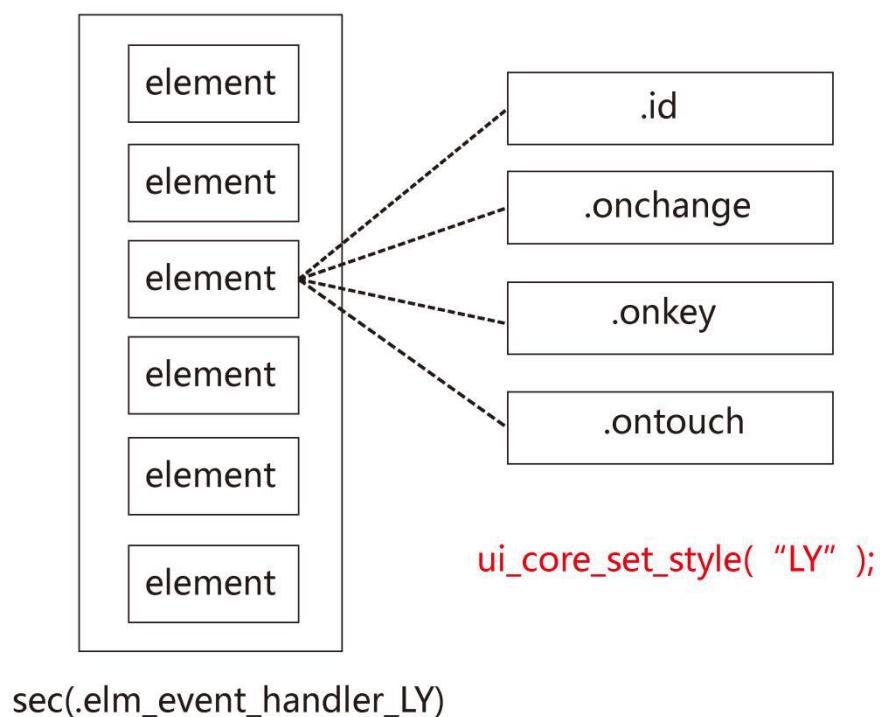 element
element
element
element
element
element
.id
.onchange
.onkey
.ontouch
ui_core_set_style( “LY” );
sec(.elm_event_handler_LY)